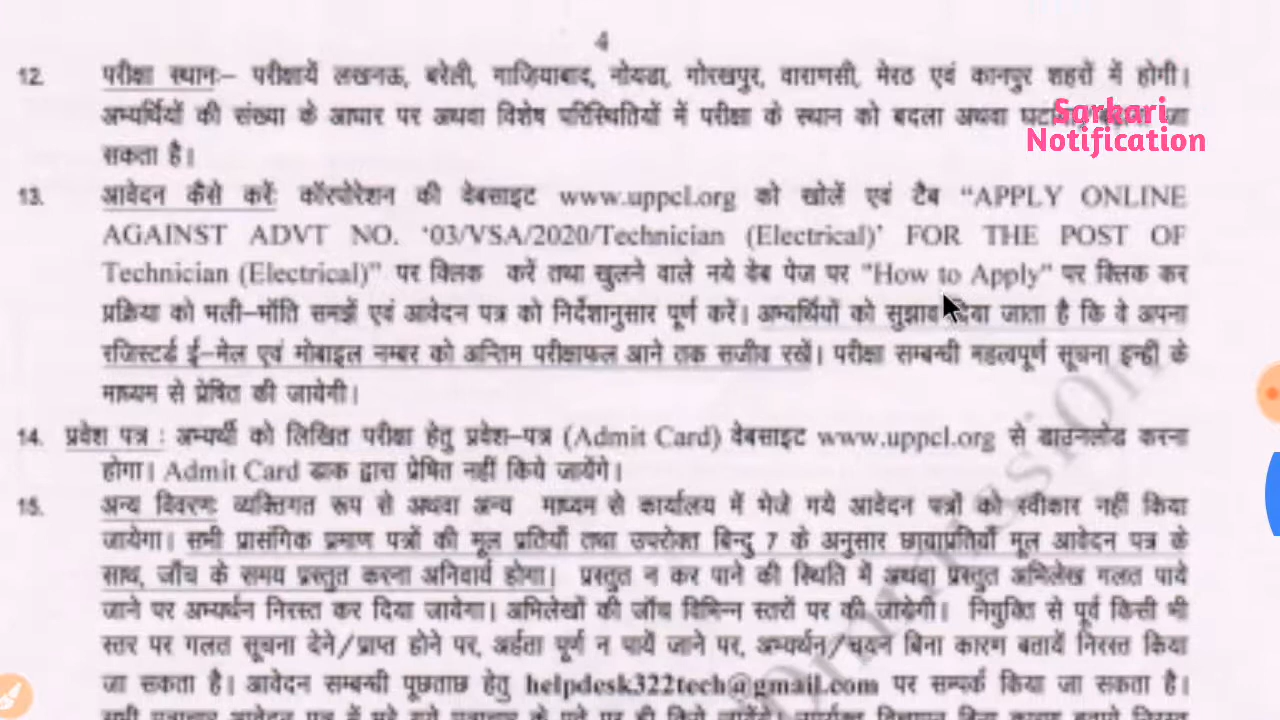 4
12. परीक्षा स्थानः– परीक्षायें लखनऊ, बरेली, गाज़ियाबाद, नोयडा, गोरखपुर, वाराणसी, मेरठ एवं कानपुर शहरों में होगी।
अभ्यर्थियों की संख्या के आधार पर अथवा विशेष परिस्थितियों में परीक्षा के स्थान को बदला अथवा जा
Sarkari
Notification
सकता है।
13. आवेदन कैसे करें: कॉरपोरेशन की वेबसाइट www.uppcl.org को खोलें एवं टैब “APPLY ONLINE
AGAINST ADVT NO. ‘03/VSA/2020/Technician (Electrical)’ FOR THE POST OF
Technician (Electrical)” पर क्लिक करें तथा खुलने वाले नये वेब पेज पर "How to Apply" पर क्लिक कर
प्रक्रिया को भली–भाँति समझें एवं आवेदन पत्र को निर्देशानुसार पूर्ण करें। अभ्यर्थियों को सुझाव दिया जाता है कि वे अपना
रजिस्टर्ड ई–मेल एवं मोबाइल नम्बर को अन्तिम परीक्षाफल आने तक सजीव रखें। परीक्षा सम्बन्धी महत्वपूर्ण सूचना इन्ही के
माध्यम से प्रेषित की जायेगी।
14. प्रवेश पत्र : अभ्यर्थी को लिखित परीक्षा हेतु प्रवेश–पत्र (Admit Card) वेबसाइट www.uppcl.org से डाउनलोड करना
होगा। Admit Card डाक द्वारा प्रेषित नहीं किये जायेंगे।
15. अन्य विवरणः व्यक्तिगत रूप से अथवा अन्य माध्यम से कार्यालय में भेजे गये आवेदन पत्रों को स्वीकार नहीं किया
जायेगा। सभी प्रासंगिक प्रमाण पत्रों की मूल प्रतियों तथा उपरोक्त बिन्दु 7 के अनुसार छायाप्रतियाँ मूल आवेदन पत्र के
साथ, जाँच के समय प्रस्तुत करना अनिवार्य होगा। प्रस्तुत न कर पाने की स्थिति में अथवा प्रस्तुत अभिलेख गलत पाये
जाने पर अभ्यर्थन निरस्त कर दिया जायेगा। अभिलेखों की जाँच विभिन्न स्तरों पर की जायेगी। नियुक्ति से पूर्व किसी भी
स्तर पर गलत सूचना देने/प्राप्त होने पर, अर्हता पूर्ण न पायें जाने पर, अभ्यर्थन/चयन बिना कारण बतायें निरस्त किया
जा सकता है। आवेदन सम्बन्धी पूछताछ हेतु helpdesk322tech@gmail.com पर सम्पर्क किया जा सकता है।